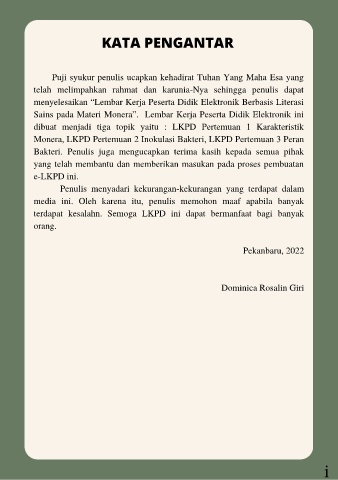 KATA PENGANTAR
Puji syukur penulis ucapkan kehadirat Tuhan Yang Maha Esa yang
telah melimpahkan rahmat dan karunia-Nya sehingga penulis dapat
menyelesaikan “Lembar Kerja Peserta Didik Elektronik Berbasis Literasi
Sains pada Materi Monera”. Lembar Kerja Peserta Didik Elektronik ini
dibuat menjadi tiga topik yaitu : LKPD Pertemuan 1 Karakteristik
Monera, LKPD Pertemuan 2 Inokulasi Bakteri, LKPD Pertemuan 3 Peran
Bakteri. Penulis juga mengucapkan terima kasih kepada semua pihak
yang telah membantu dan memberikan masukan pada proses pembuatan
e-LKPD ini.
Penulis menyadari kekurangan-kekurangan yang terdapat dalam
media ini. Oleh karena itu, penulis memohon maaf apabila banyak
terdapat kesalahn. Semoga LKPD ini dapat bermanfaat bagi banyak
orang.
Pekanbaru, 2022
Dominica Rosalin Giri
i